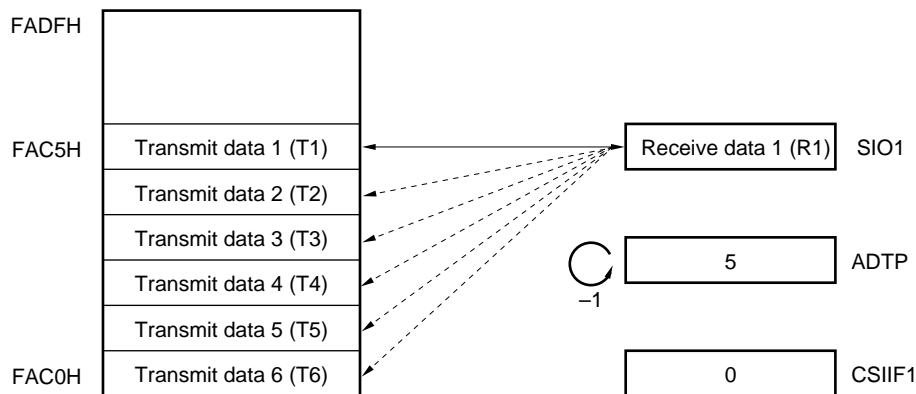 FADFH
FAC5H Transmit data 1 (T1) Receive data 1 (R1) SIO1
Transmit data 2 (T2)
Transmit data 3 (T3) 5 ADTP
Transmit data 4 (T4) –1
Transmit data 5 (T5)
FAC0H Transmit data 6 (T6) 0 CSIIF1